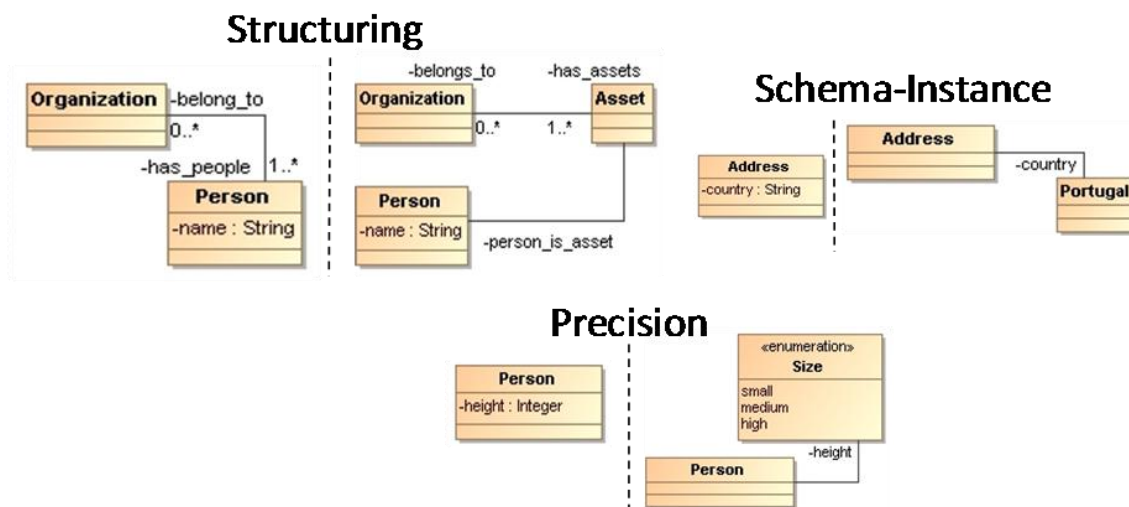 Structuring
Organization
-belong_to
0..*
-has_people
1..*
Person
-name : String
-belongs_to
-has_assets
Organization
Asset
0..*
1..*
Person
-name : String
-person_is_asset
Schema-Instance
Address
-country : String
Address
-country
Portugal
Precision
Person
-height : Integer
«enumeration»
Size
small
medium
high
-height
Person